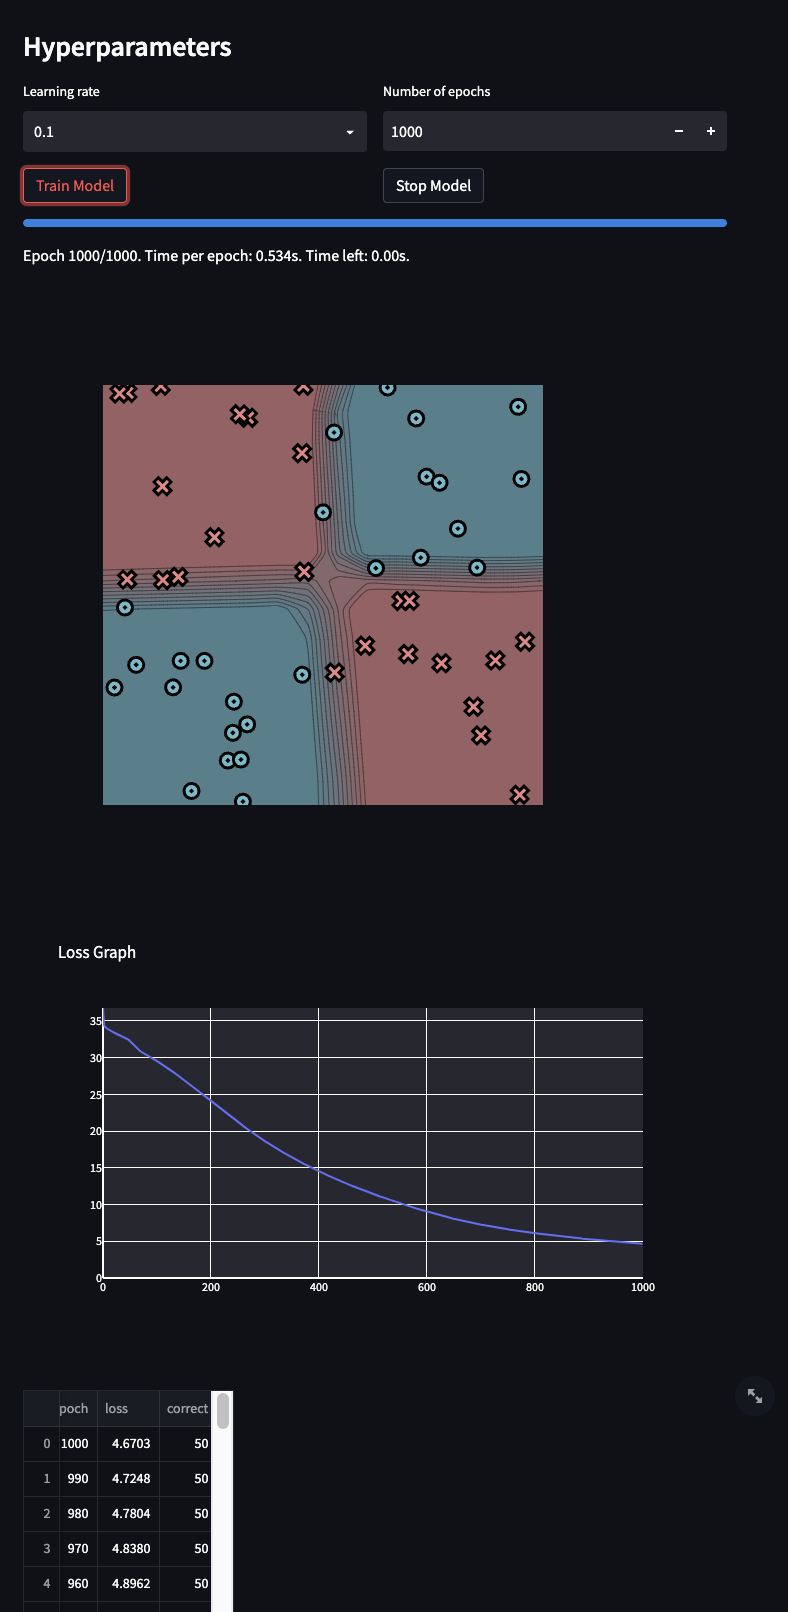 Hyperparameters
Learning rate Number of epochs
0.1 1000 − +
Train Model Stop Model
Epoch 1000/1000. Time per epoch: 0.534s. Time left: 0.00s.
Loss Graph
35
30
25
20
15
10
5
0
0 200 400 600 800 1000
poch loss correct
0 1000 4.6703 50
1 990 4.7248 50
2 980 4.7804 50
3 970 4.8380 50
4 960 4.8962 50